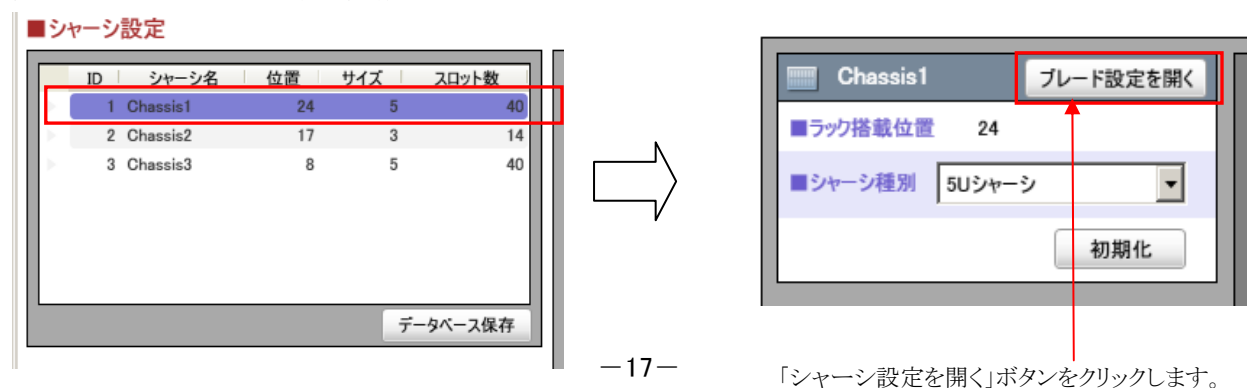 ■シャーシ設定
ID シャーシ名 位置 サイズ スロット数
1 Chassis1 24 5 40
2 Chassis2 17 3 14
3 Chassis3 8 5 40
データベース保存
Chassis1 ブレード設定を開く
■ラック搭載位置 24
■シャーシ種別 5Uシャーシ
初期化
－17－
「シャーシ設定を開く」ボタンをクリックします。